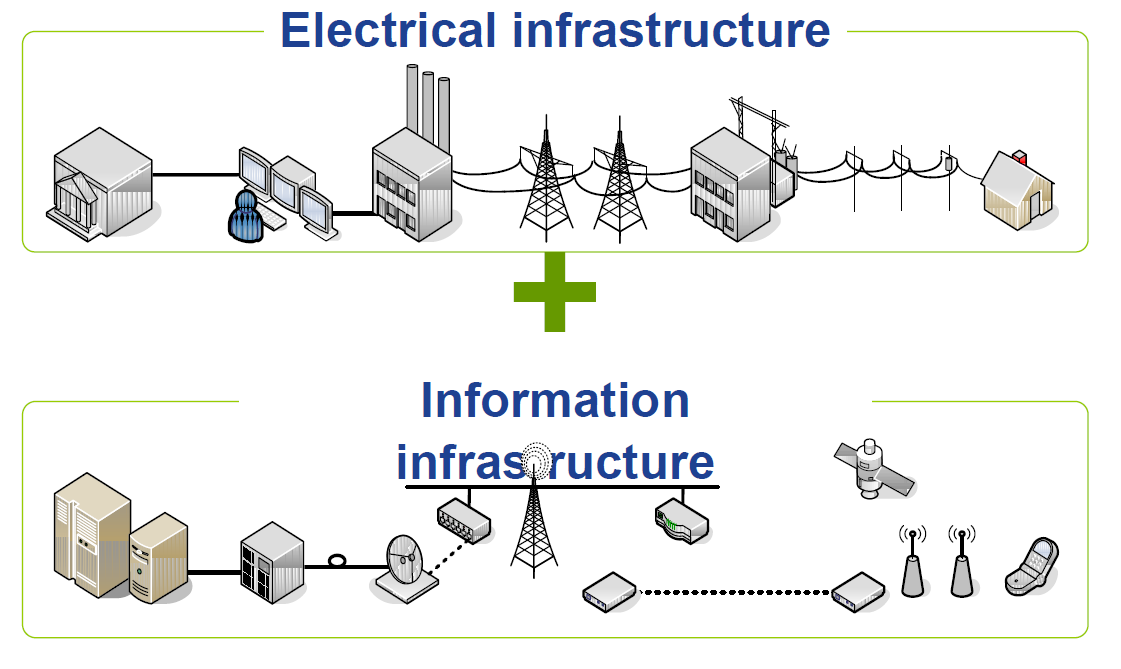 Electrical infrastructure
Information
infrastructure